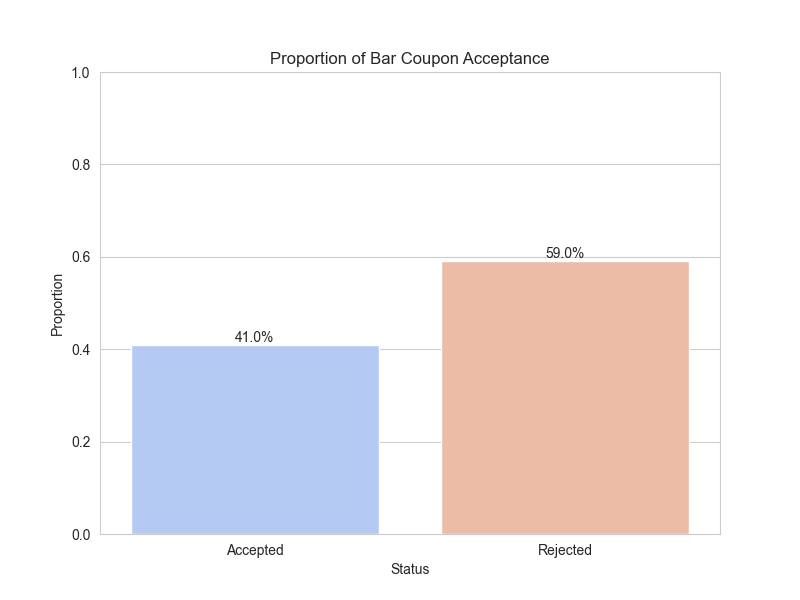 Proportion of Bar Coupon Acceptance
1.0
0.8
0.6
0.4
0.2
0.0
Proportion
41.0%
59.0%
Accepted
Rejected
Status